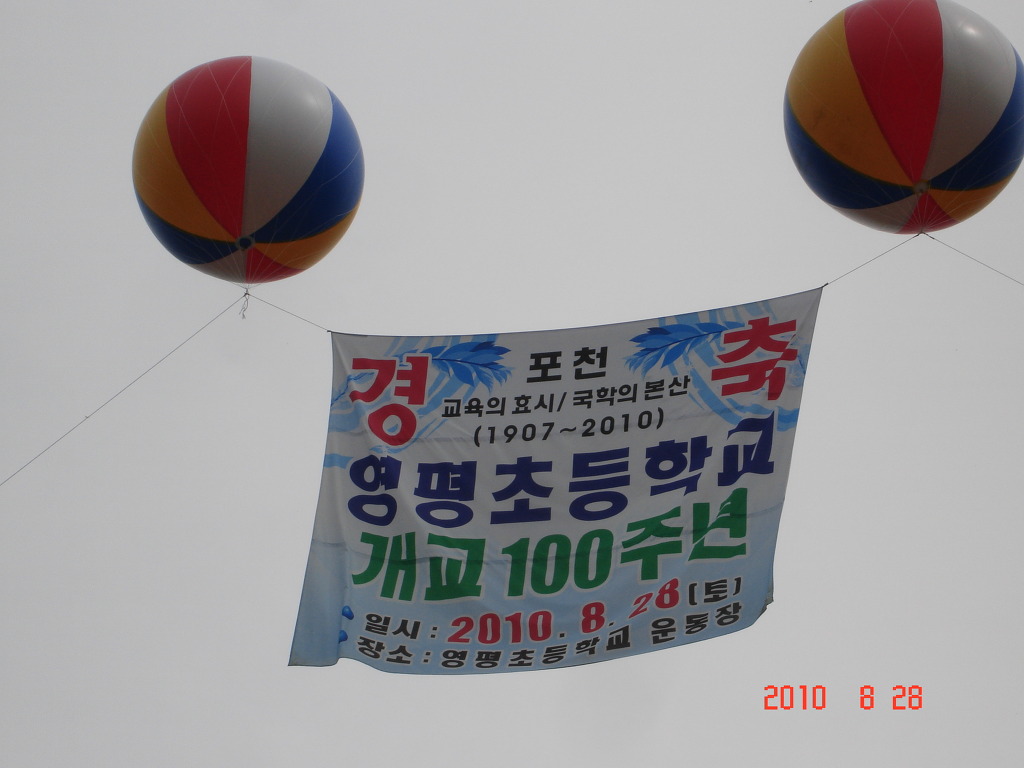 경 축
포천
교육의 효시/국학의 본산
(1907~2010)
영평초등학교
개교 100주년
일시 : 2010. 8. 28 [토]
장소 : 영평초등학교 운동장
2010 8 28